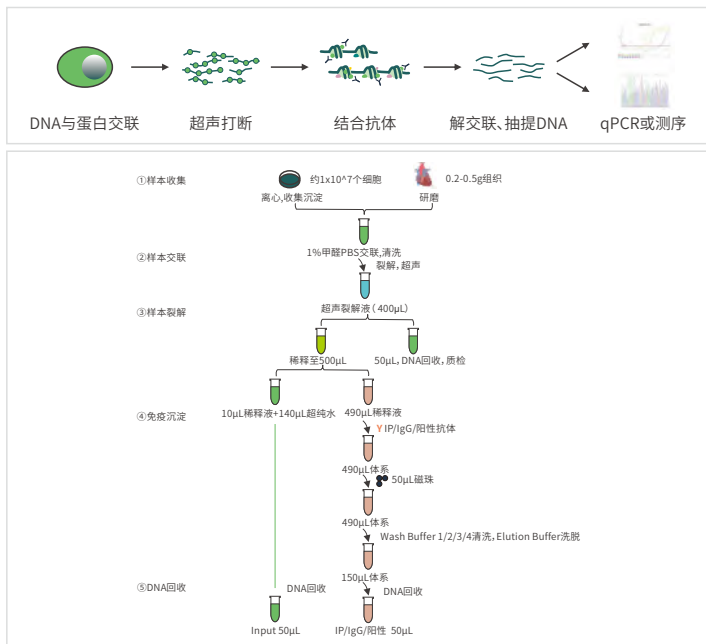 DNA与蛋白交联
超声打断
结合抗体
解交联、抽提DNA
qPCR或测序
①样本收集
约1x10^7个细胞
0.2-0.5g组织
离心,收集沉淀
研磨
②样本交联
1%甲醛PBS交联,清洗
裂解，超声
③样本裂解
超声裂解液（400μL）
稀释至500μL
50μL，DNA回收，质检
④免疫沉淀
10μL稀释液+140μL超纯水
490μL稀释液
Y IP/IgG/阳性抗体
490μL体系
50μL磁珠
490μL体系
Wash Buffer 1/2/3/4清洗，Elution Buffer洗脱
150μL体系
⑤DNA回收
DNA回收
DNA回收
Input 50μL
IP/IgG/阳性 50μL